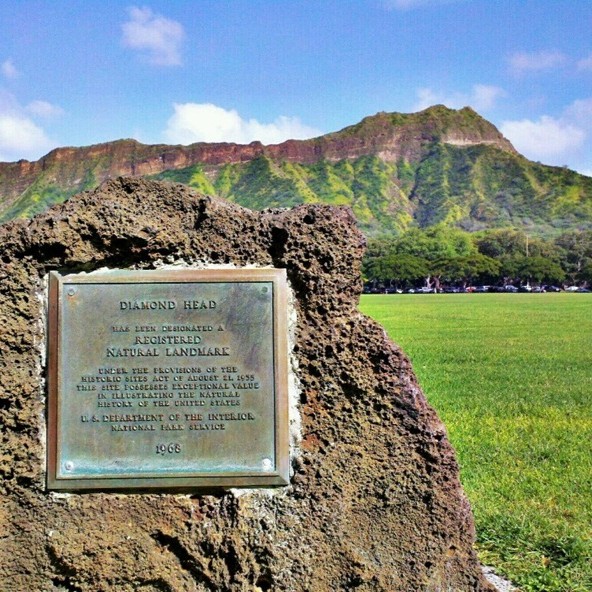 DIAMOND HEAD
HAS BEEN DESIGNATED A
REGISTERED
NATURAL LANDMARK
UNDER THE PROVISIONS OF THE
HISTORIC SITES ACT OF AUGUST 21, 1935
THIS SITE POSSESSES EXCEPTIONAL VALUE
IN ILLUSTRATING THE NATURAL
HISTORY OF THE UNITED STATES
U. S. DEPARTMENT OF THE INTERIOR
NATIONAL PARK SERVICE
1968